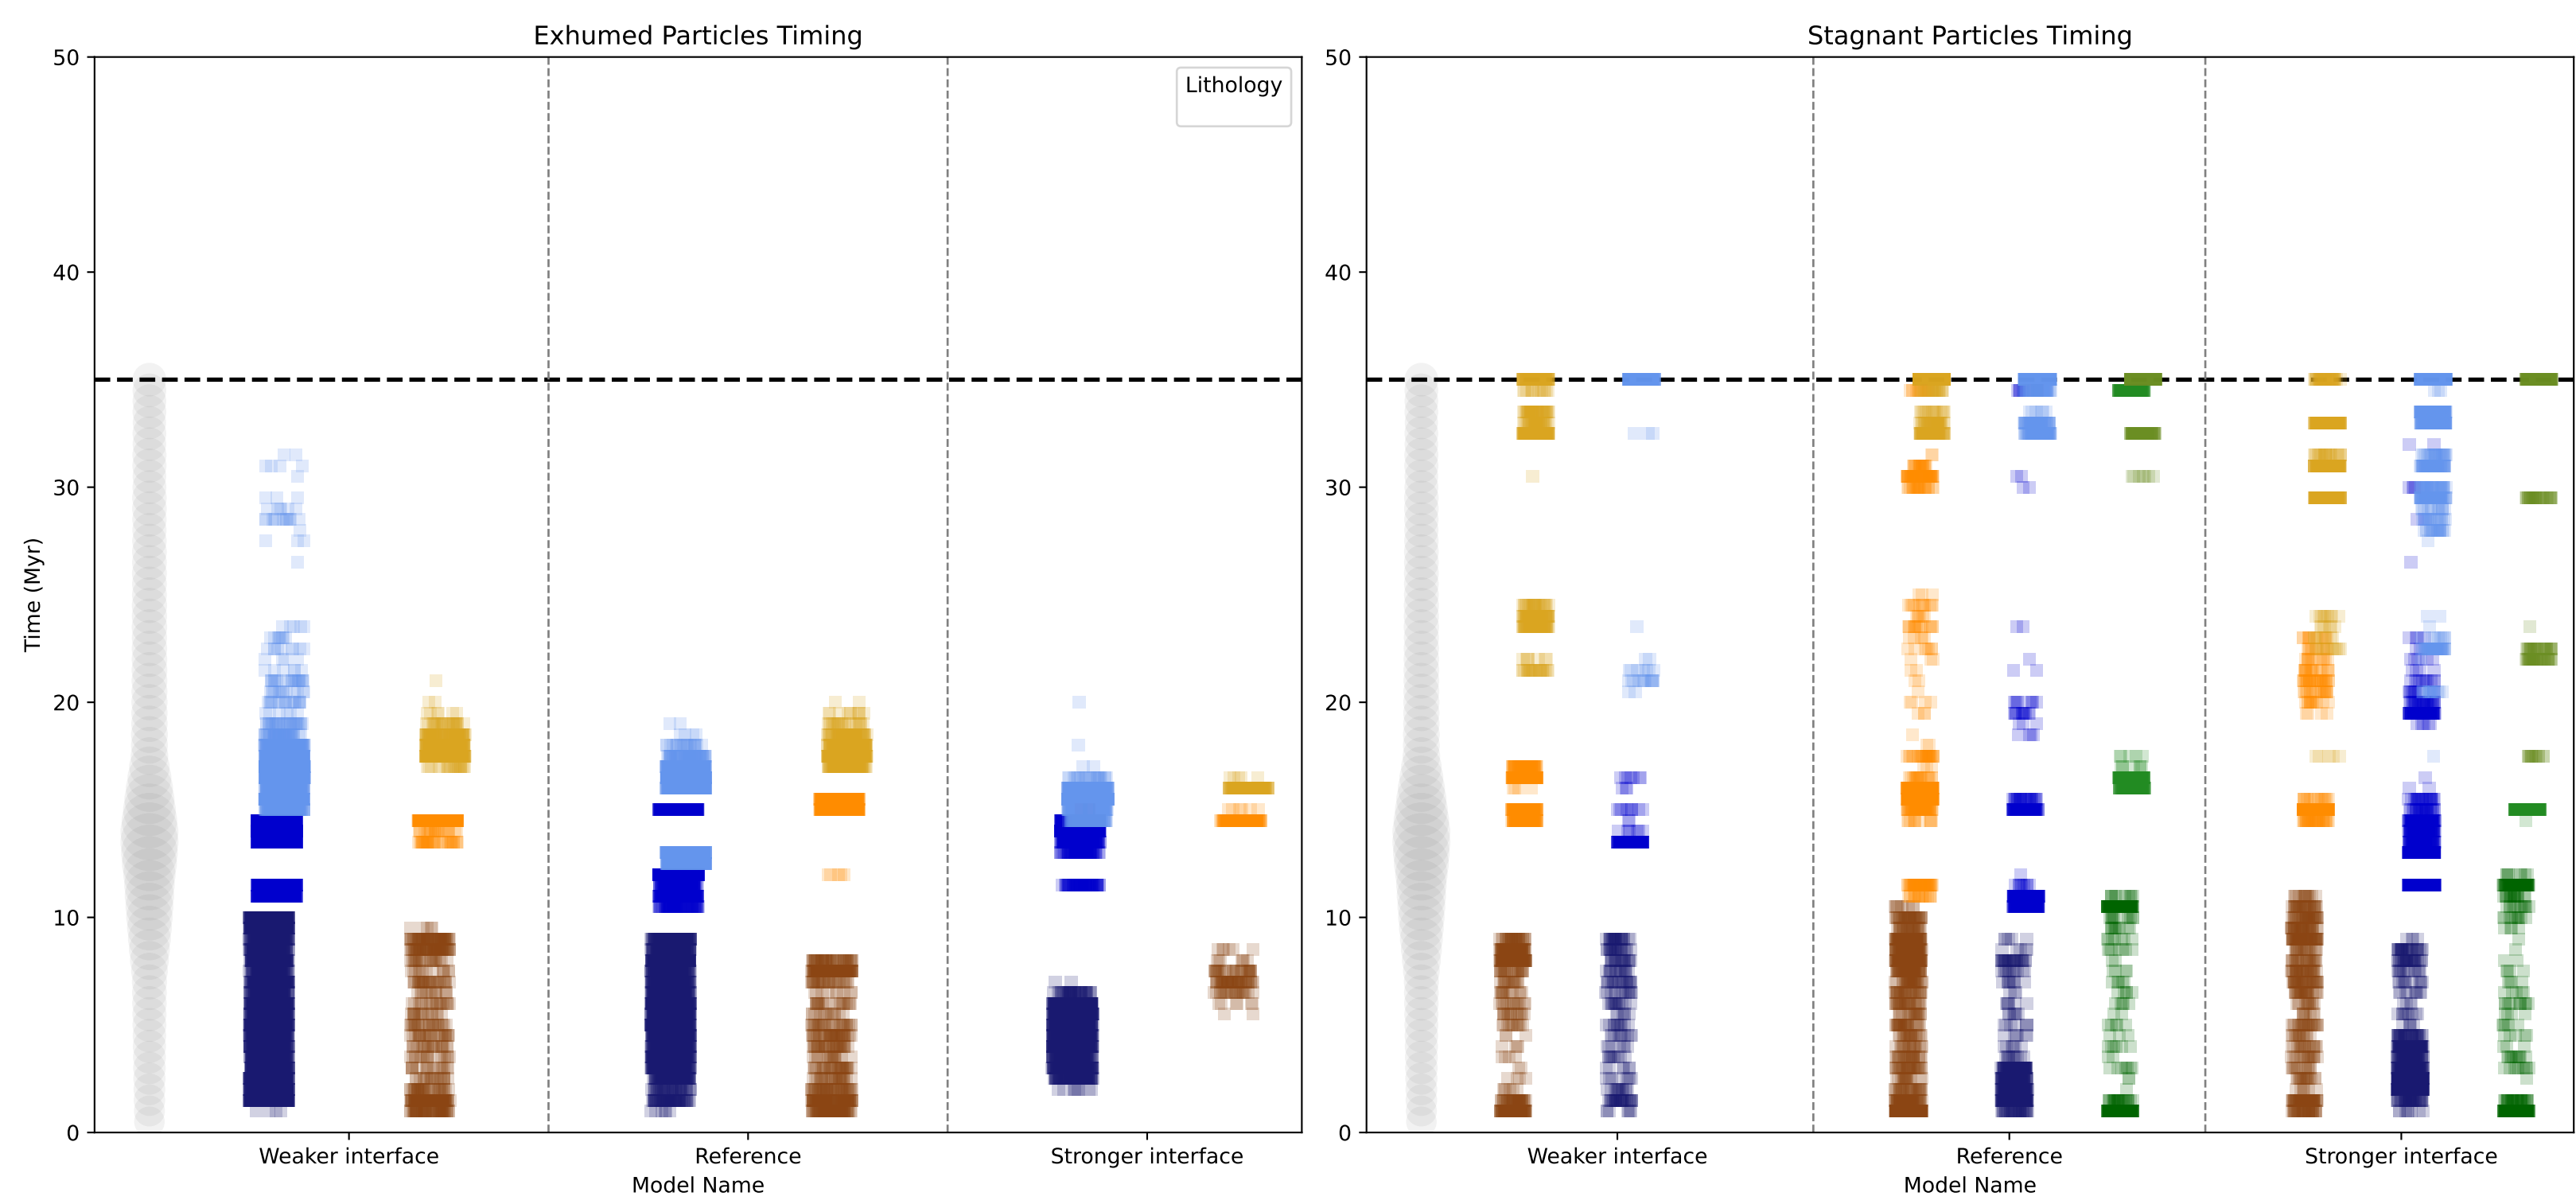 Exhumed Particles Timing
50
40
30
20
10
0
Time (Myr)
Lithology
Weaker interface
Reference
Stronger interface
Model Name
Stagnant Particles Timing
50
40
30
20
10
0
Weaker interface
Reference
Stronger interface
Model Name